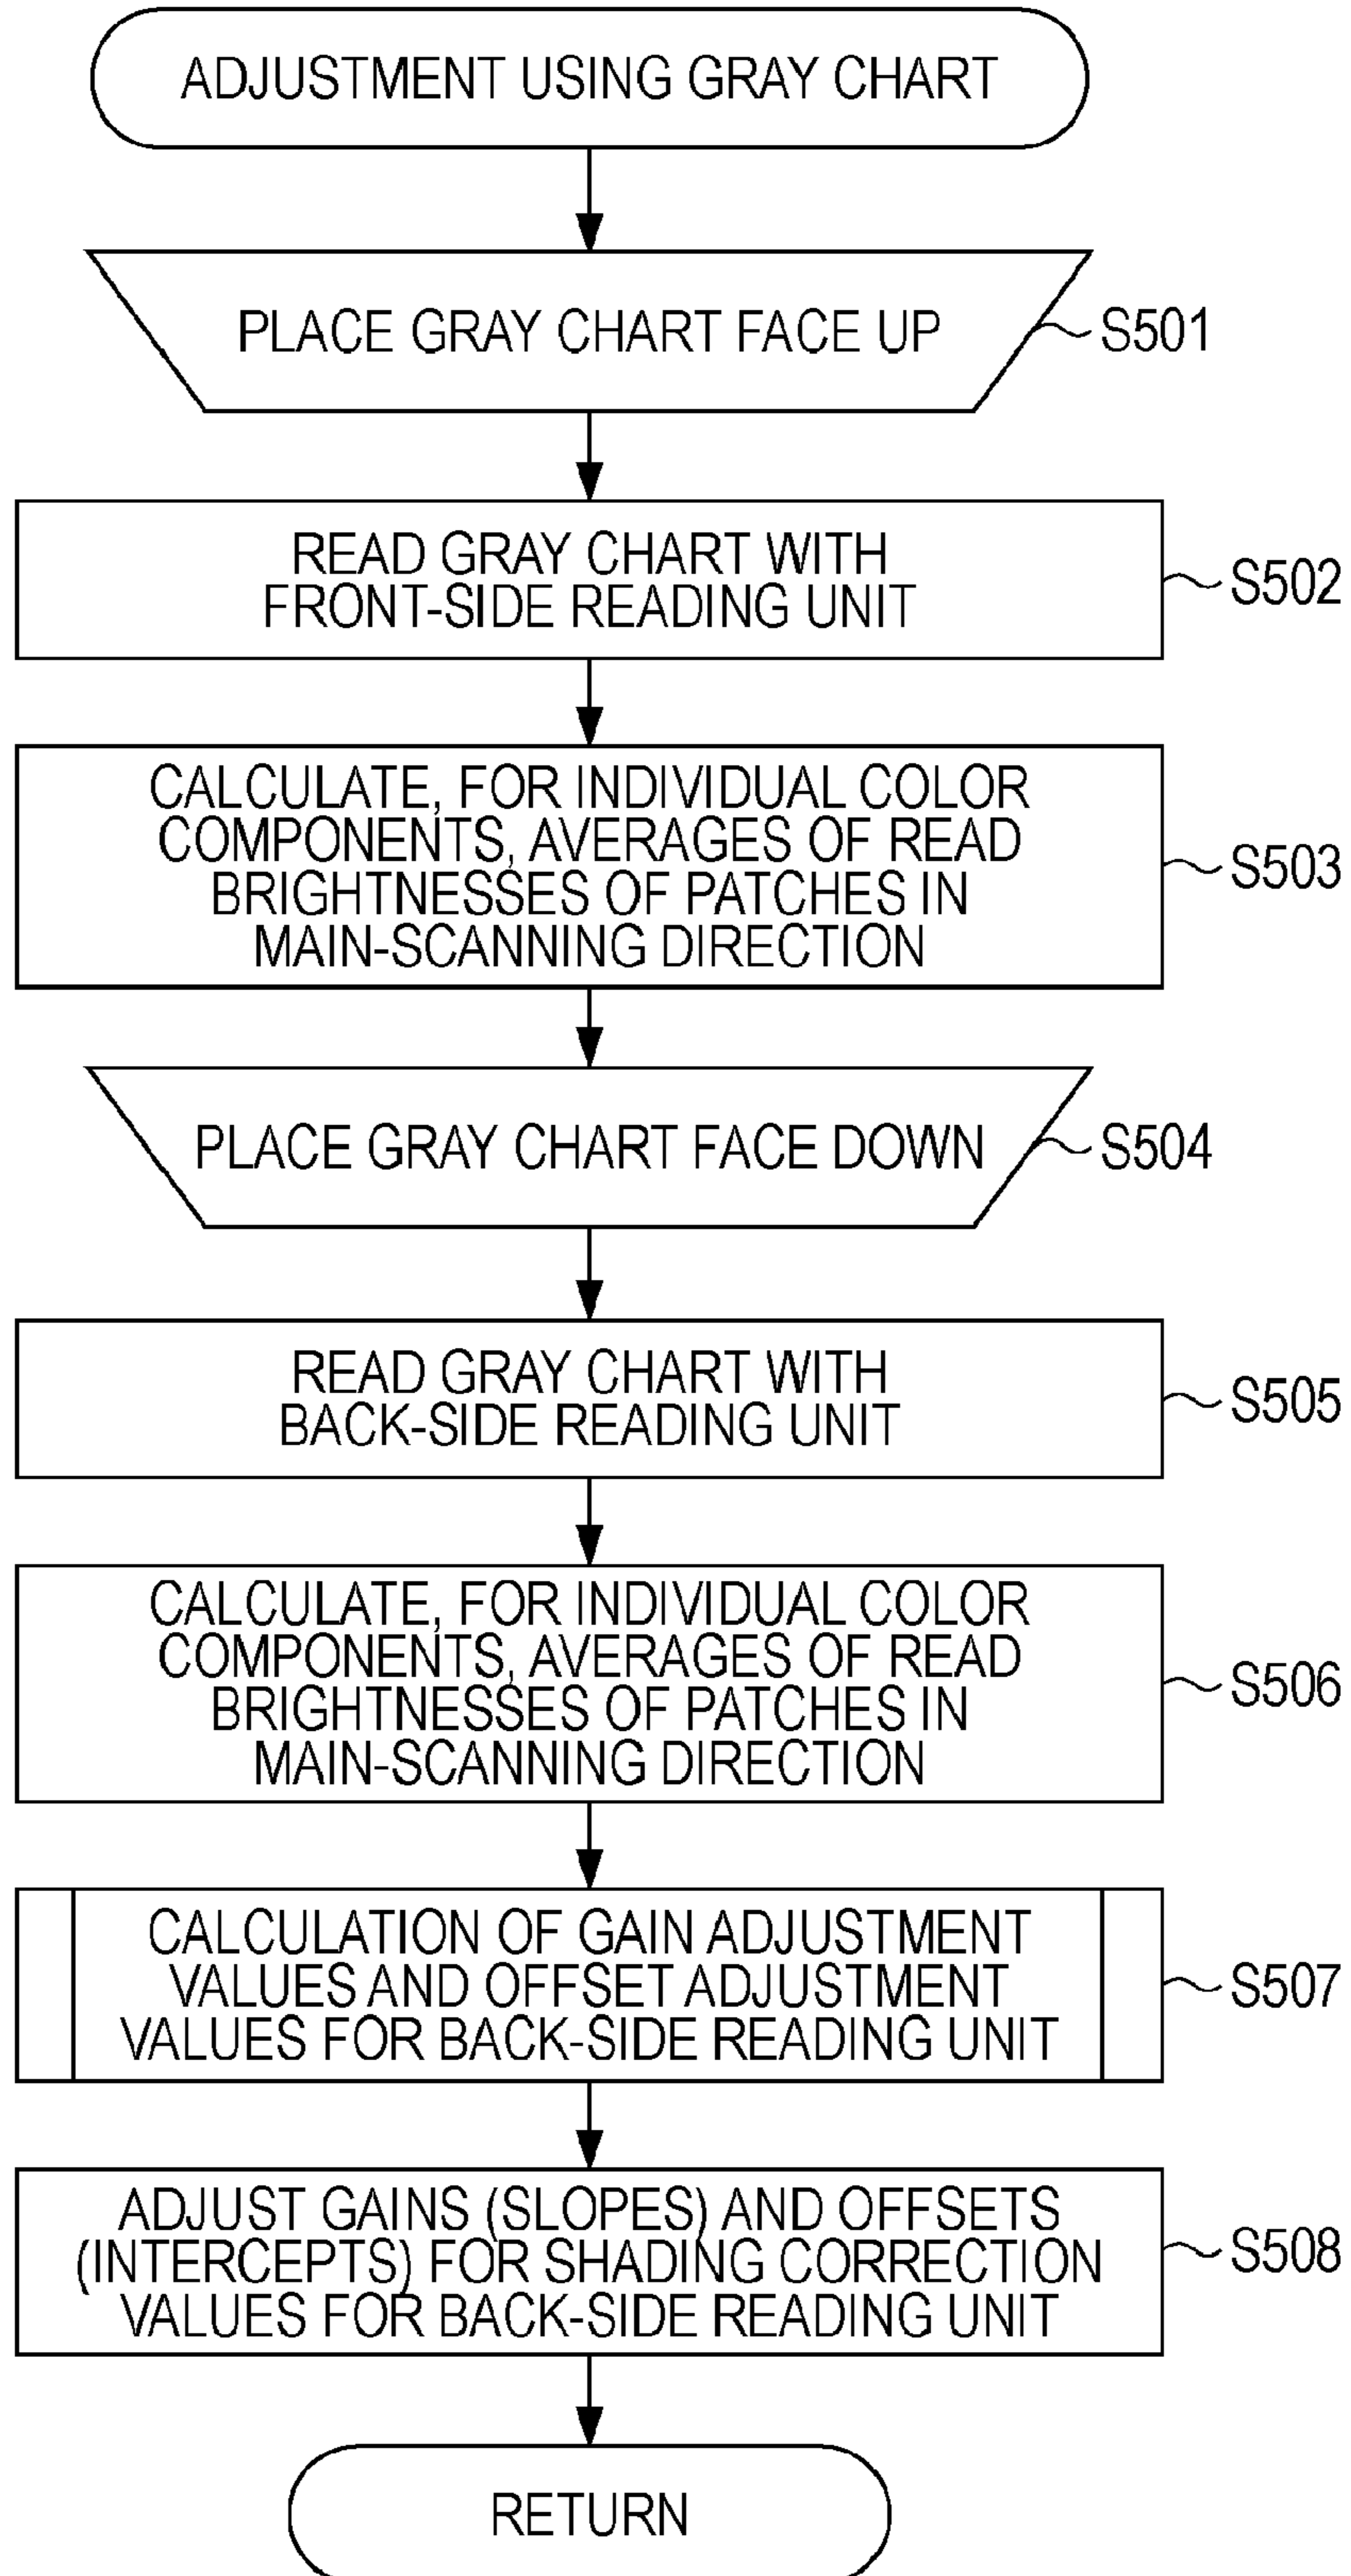 ADJUSTMENT USING GRAY CHART
PLACE GRAY CHART FACE UP
S501
READ GRAY CHART WITH
FRONT-SIDE READING UNIT
S502
CALCULATE, FOR INDIVIDUAL COLOR
COMPONENTS, AVERAGES OF READ
BRIGHTNESSES OF PATCHES IN
MAIN-SCANNING DIRECTION
S503
PLACE GRAY CHART FACE DOWN
S504
READ GRAY CHART WITH
BACK-SIDE READING UNIT
S505
CALCULATE, FOR INDIVIDUAL COLOR
COMPONENTS, AVERAGES OF READ
BRIGHTNESSES OF PATCHES IN
MAIN-SCANNING DIRECTION
S506
CALCULATION OF GAIN ADJUSTMENT
VALUES AND OFFSET ADJUSTMENT
VALUES FOR BACK-SIDE READING UNIT
S507
ADJUST GAINS (SLOPES) AND OFFSETS
(INTERCEPTS) FOR SHADING CORRECTION
VALUES FOR BACK-SIDE READING UNIT
S508
RETURN